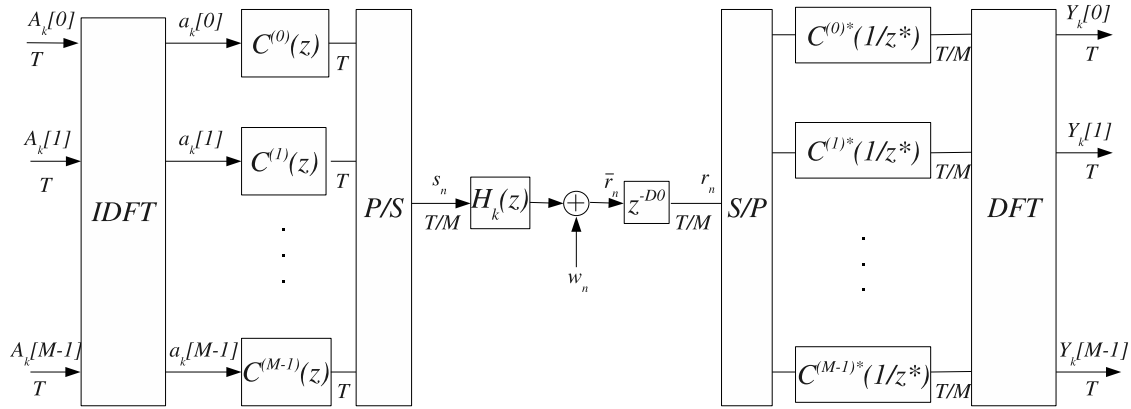 A_k[0] a_k[0] C^(0)(z) C^(0)*(1/z*) Y_k[0]
T T T/M T
A_k[1] a_k[1] C^(1)(z) C^(1)*(1/z*) Y_k[1]
T T T/M T
IDFT P/S s_n H_k(z) + r̄_n z^-D0 r_n S/P DFT
T/M T/M
w_n
A_k[M-1] a_k[M-1] C^(M-1)(z) C^(M-1)*(1/z*) Y_k[M-1]
T T T/M T